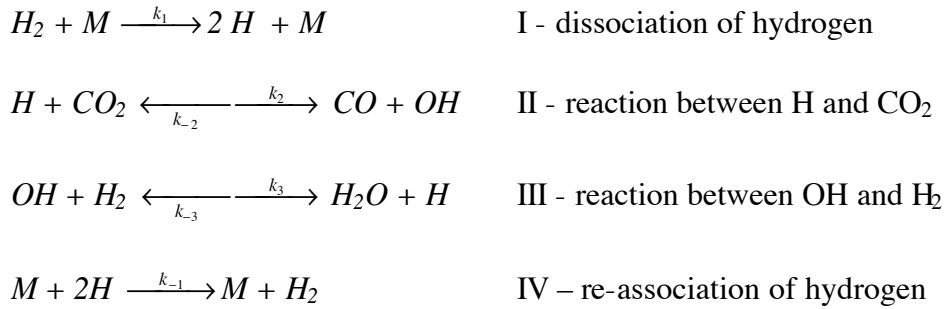 H₂ + M —k₁→ 2 H + M I - dissociation of hydrogen
H + CO₂ ←k₋₂— —k₂→ CO + OH II - reaction between H and CO₂
OH + H₂ ←k₋₃— —k₃→ H₂O + H III - reaction between OH and H₂
M + 2H —k₋₁→ M + H₂ IV – re-association of hydrogen